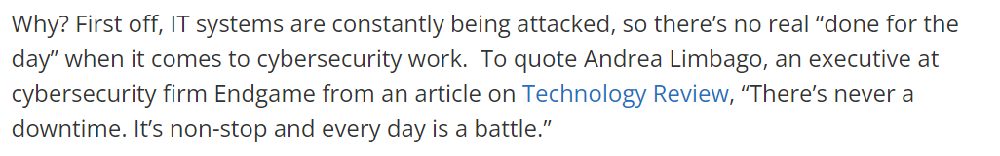 Why? First off, IT systems are constantly being attacked, so there’s no real “done for the
day” when it comes to cybersecurity work.  To quote Andrea Limbago, an executive at
cybersecurity firm Endgame from an article on Technology Review, “There’s never a
downtime. It’s non-stop and every day is a battle.”